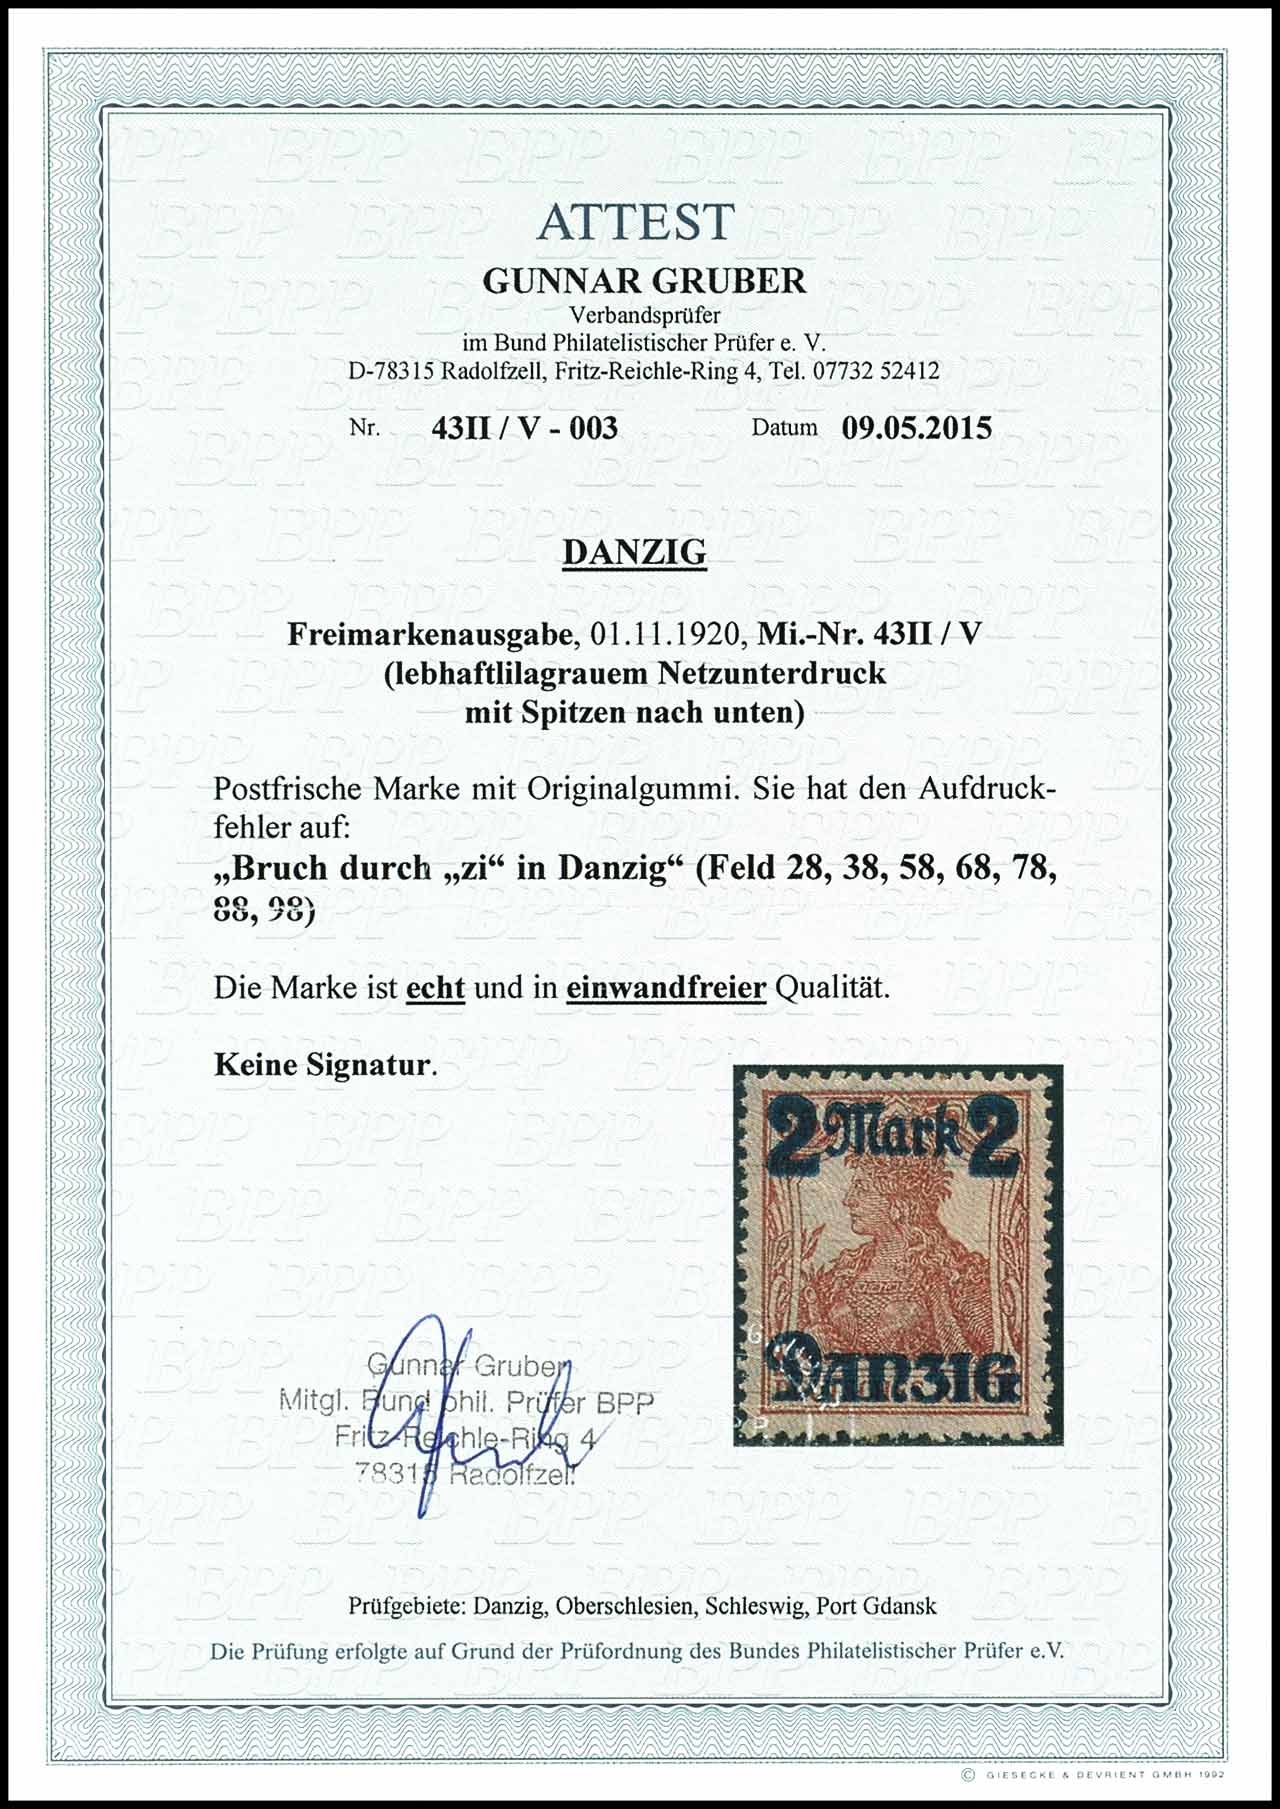 ATTEST
GUNNAR GRUBER
Verbandsprüfer
im Bund Philatelistischer Prüfer e. V.
D-78315 Radolfzell, Fritz-Reichle-Ring 4, Tel. 07732 52412
Nr. 43II / V - 003 Datum 09.05.2015
DANZIG
Freimarkenausgabe, 01.11.1920, Mi.-Nr. 43II / V
(lebhaftlilagrauem Netzunterdruck
mit Spitzen nach unten)
Postfrische Marke mit Originalgummi. Sie hat den Aufdruck-
fehler auf:
„Bruch durch „zi“ in Danzig“ (Feld 28, 38, 58, 68, 78,
88, 98)
Die Marke ist echt und in einwandfreier Qualität.
Keine Signatur.
2 Mark 2
Danzig
Gunnar Gruber
Mitgl. Bund phil. Prüfer BPP
Fritz-Reichle-Ring 4
78315 Radolfzell
Prüfgebiete: Danzig, Oberschlesien, Schleswig, Port Gdansk
Die Prüfung erfolgte auf Grund der Prüfordnung des Bundes Philatelistischer Prüfer e.V.
© GIESECKE & DEVRIENT GMBH 1992